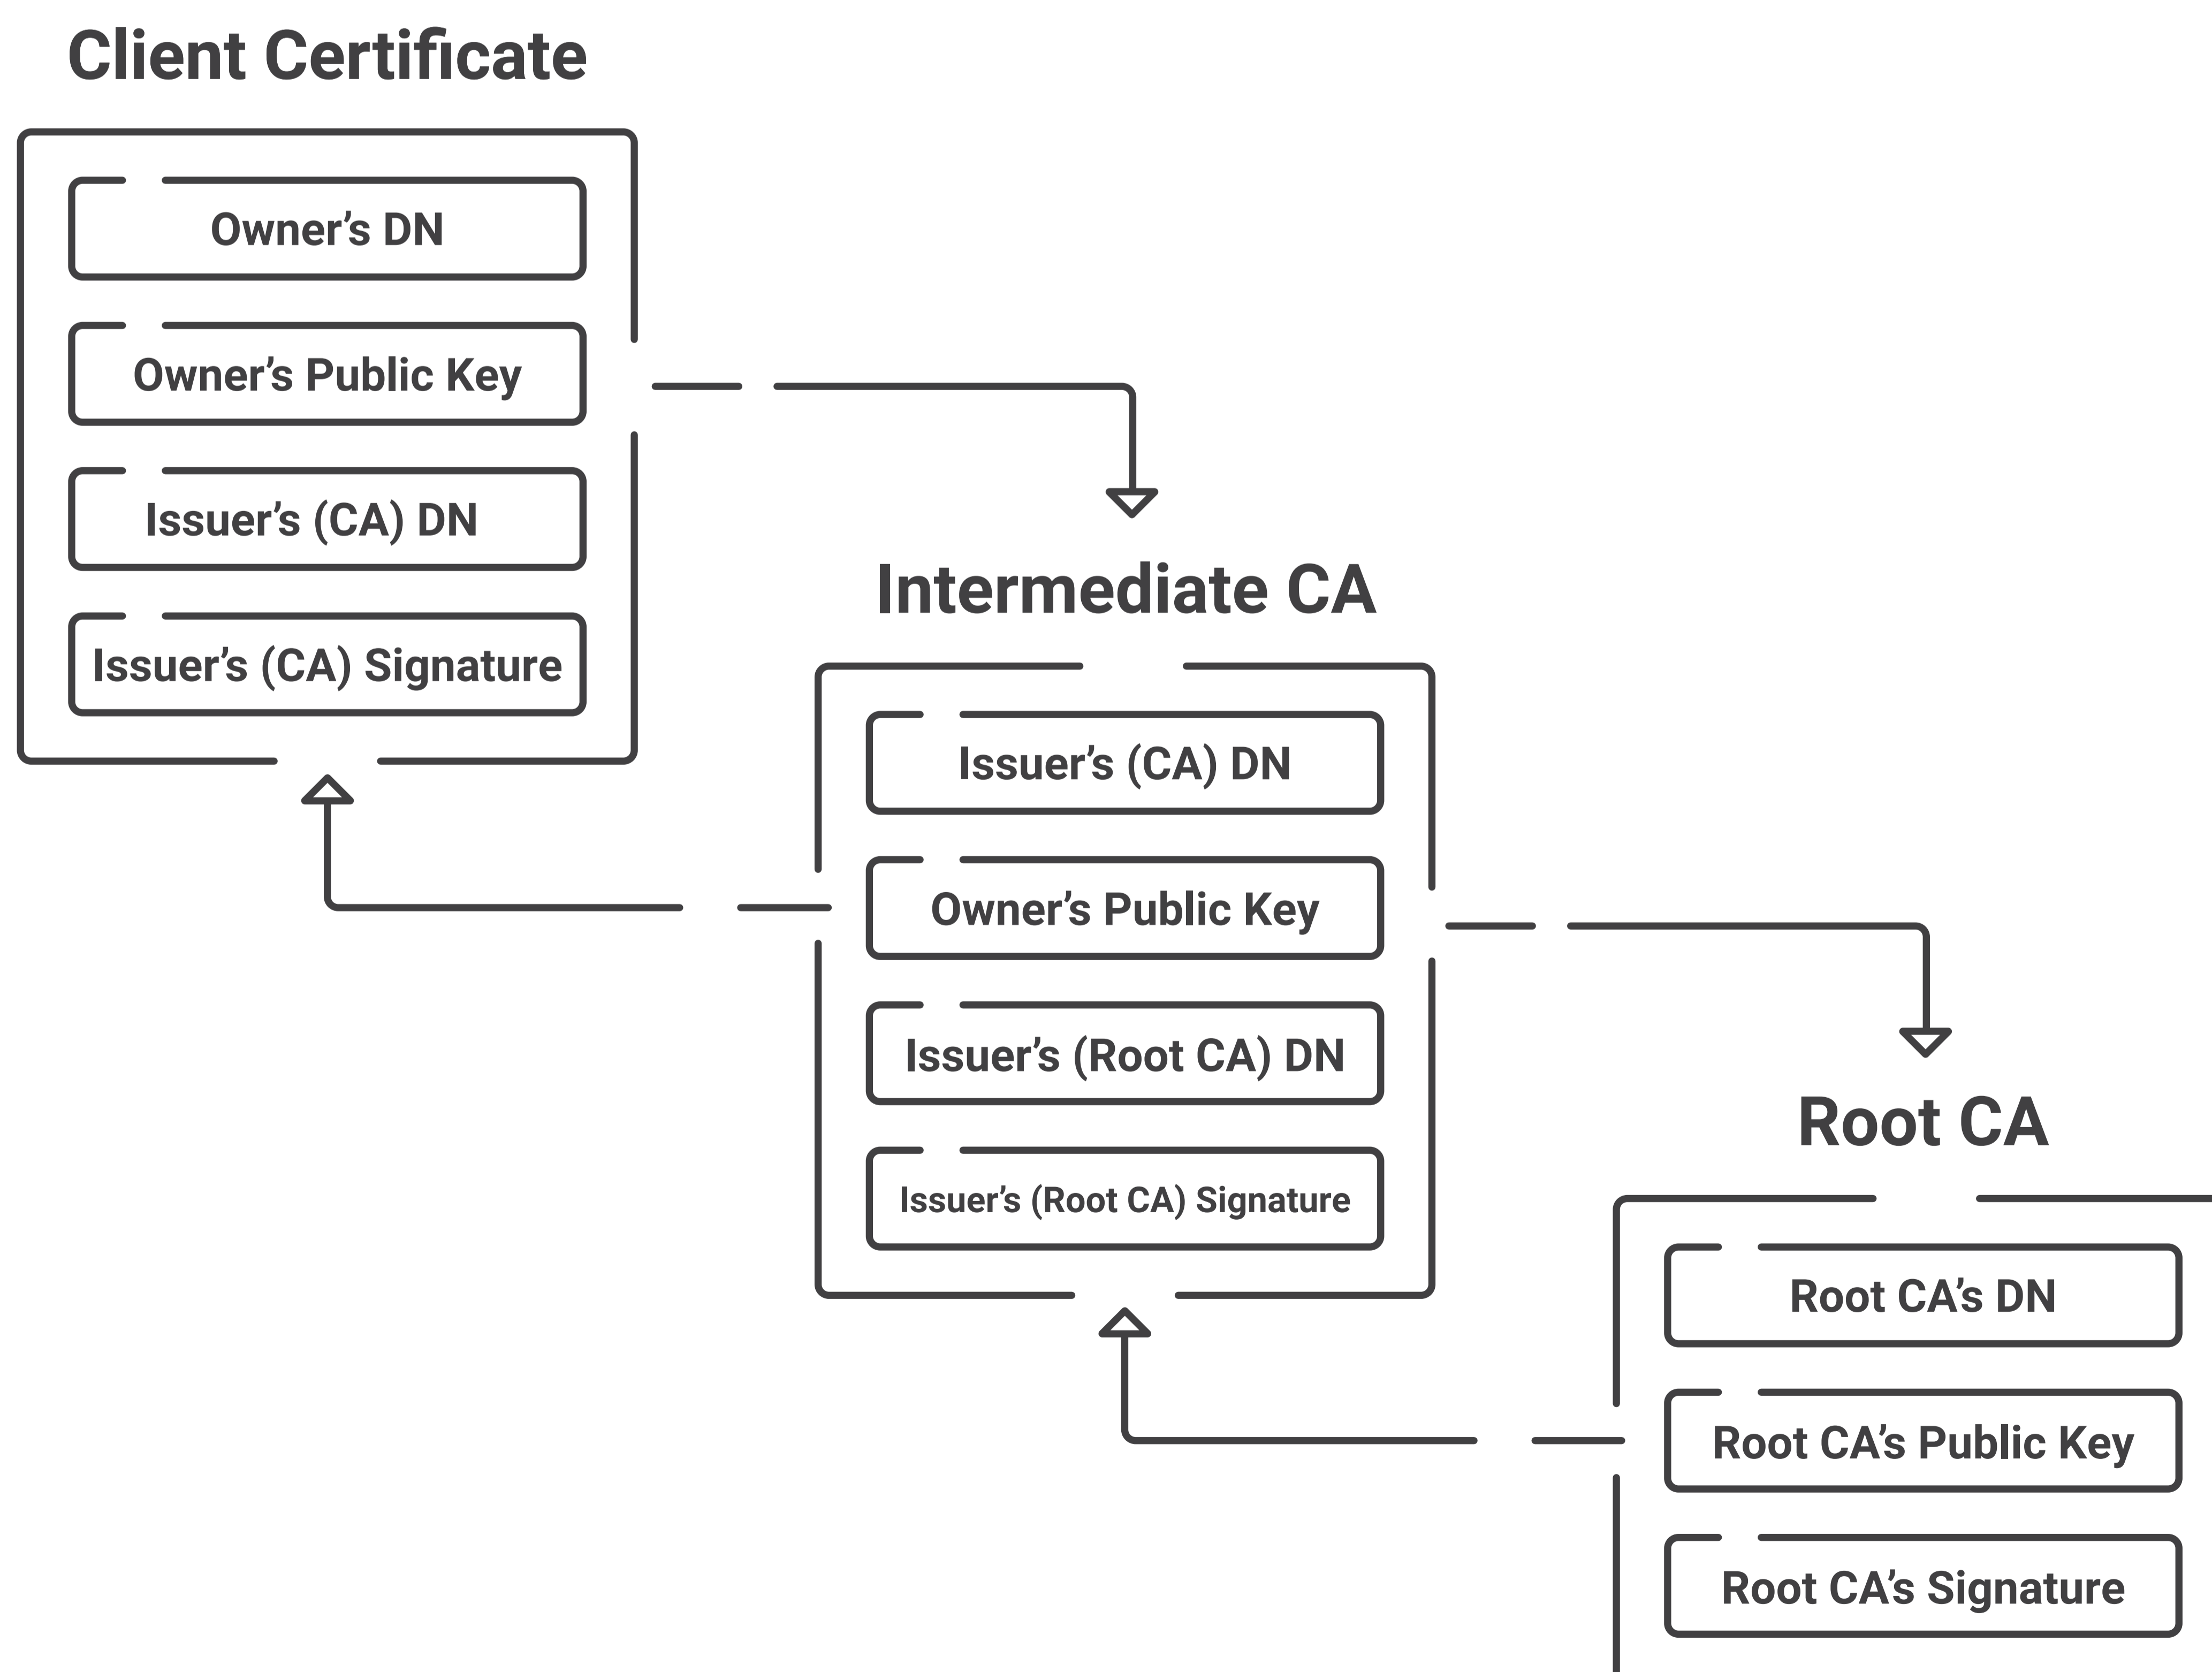 Client Certificate
Owner’s DN
Owner’s Public Key
Issuer’s (CA) DN
Issuer’s (CA) Signature
Intermediate CA
Issuer’s (CA) DN
Owner’s Public Key
Issuer’s (Root CA) DN
Issuer’s (Root CA) Signature
Root CA
Root CA’s DN
Root CA’s Public Key
Root CA’s Signature